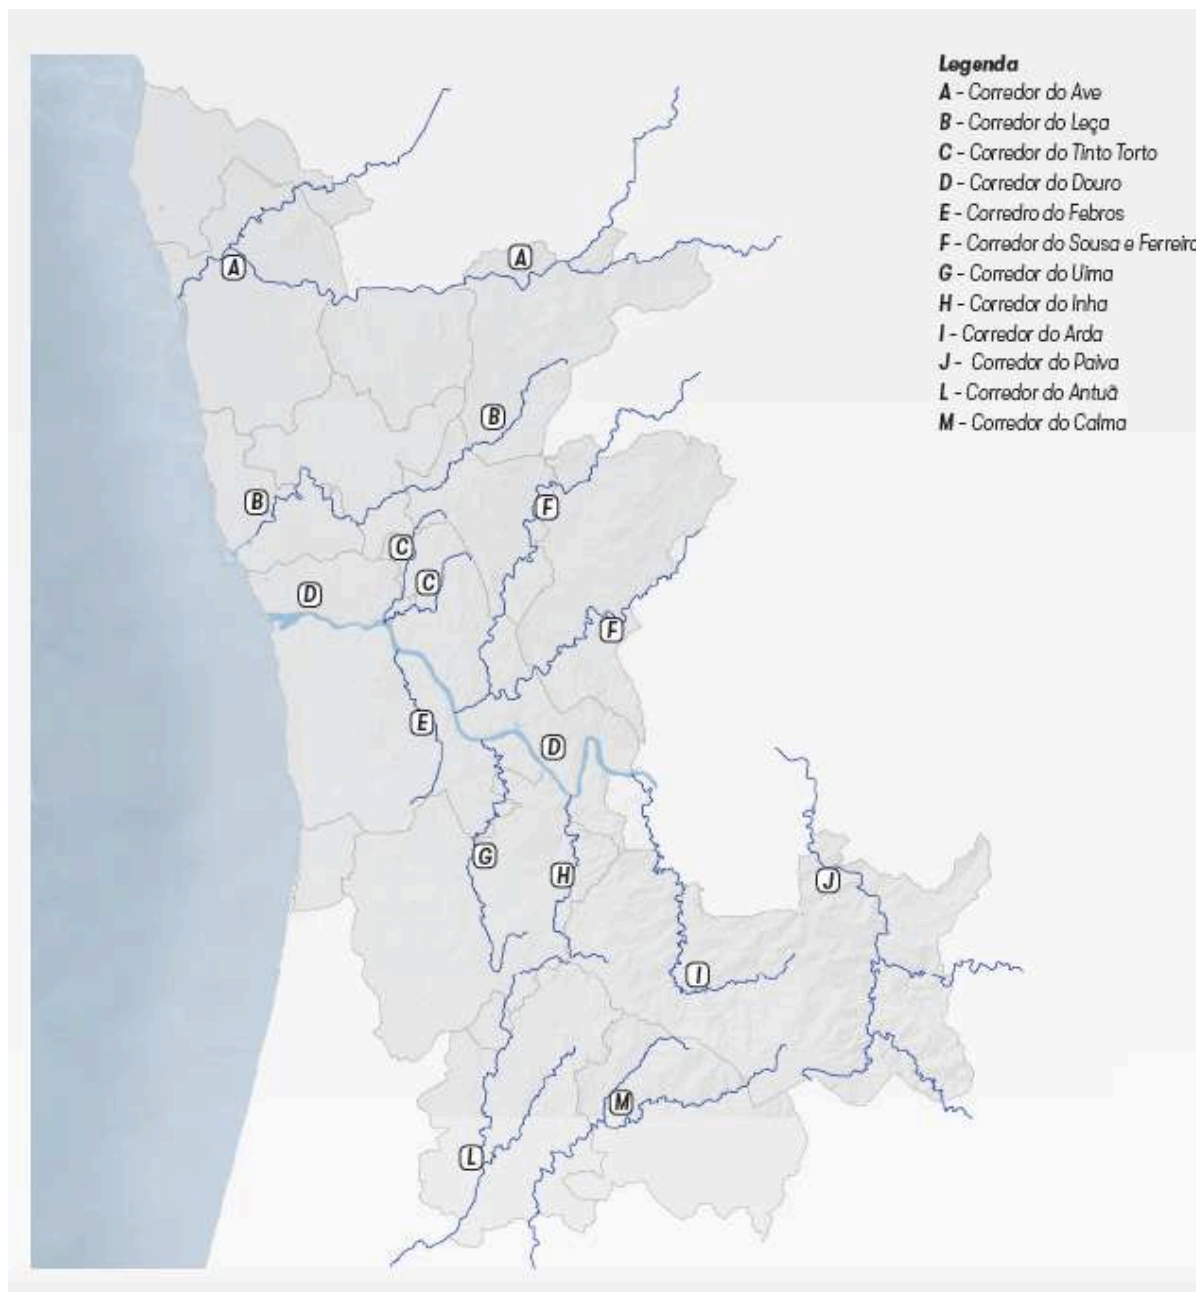 Legenda
A - Corredor do Ave
B - Corredor do Leça
C - Corredor do Tinto Torto
D - Corredor do Douro
E - Corredro do Febros
F - Corredor do Sousa e Ferreira
G - Corredor do Uíma
H - Corredor do Inha
I - Corredor do Arda
J - Corredor do Paiva
L - Corredor do Antuã
M - Corredor do Caima
A
A
B
B
C
C
D
F
F
E
D
G
H
J
I
M
L